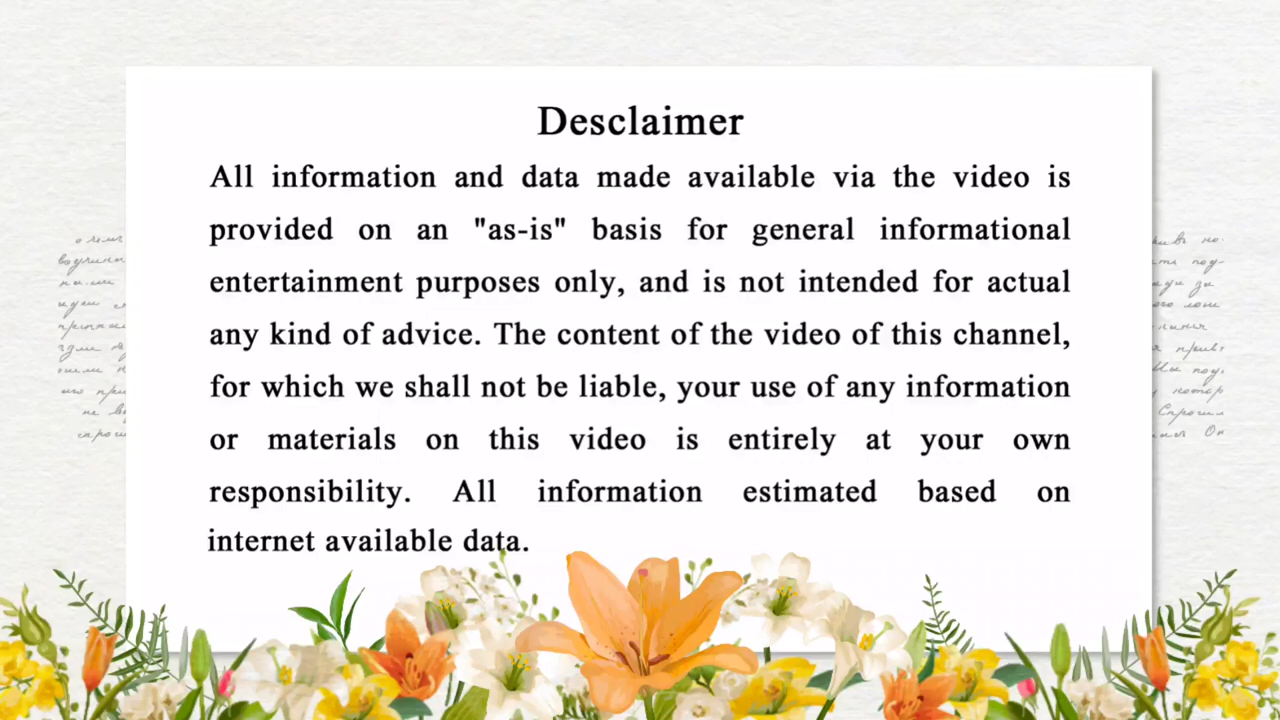 Desclaimer
All information and data made available via the video is
provided on an "as-is" basis for general informational
entertainment purposes only, and is not intended for actual
any kind of advice. The content of the video of this channel,
for which we shall not be liable, your use of any information
or materials on this video is entirely at your own
responsibility. All information estimated based on
internet available data.